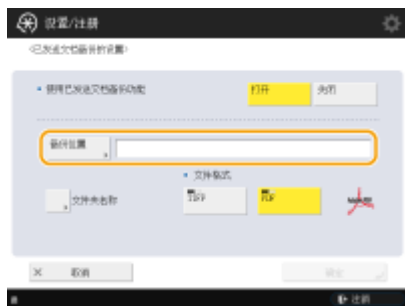 设置/注册
<已发送文档备份的设置>
使用已发送文档备份功能
打开
关闭
备份位置
文件格式
文件夹名称
TIFF
PDF
取消
确定
注销